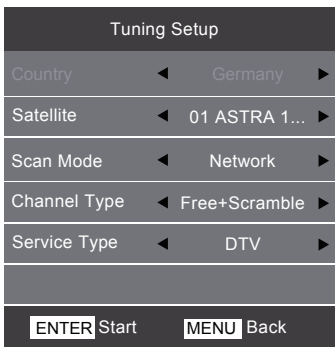 Tuning Setup
Country ◀ Germany ▶
Satellite ◀ 01 ASTRA 1... ▶
Scan Mode ◀ Network ▶
Channel Type ◀ Free+Scramble ▶
Service Type ◀ DTV ▶
ENTER Start MENU Back